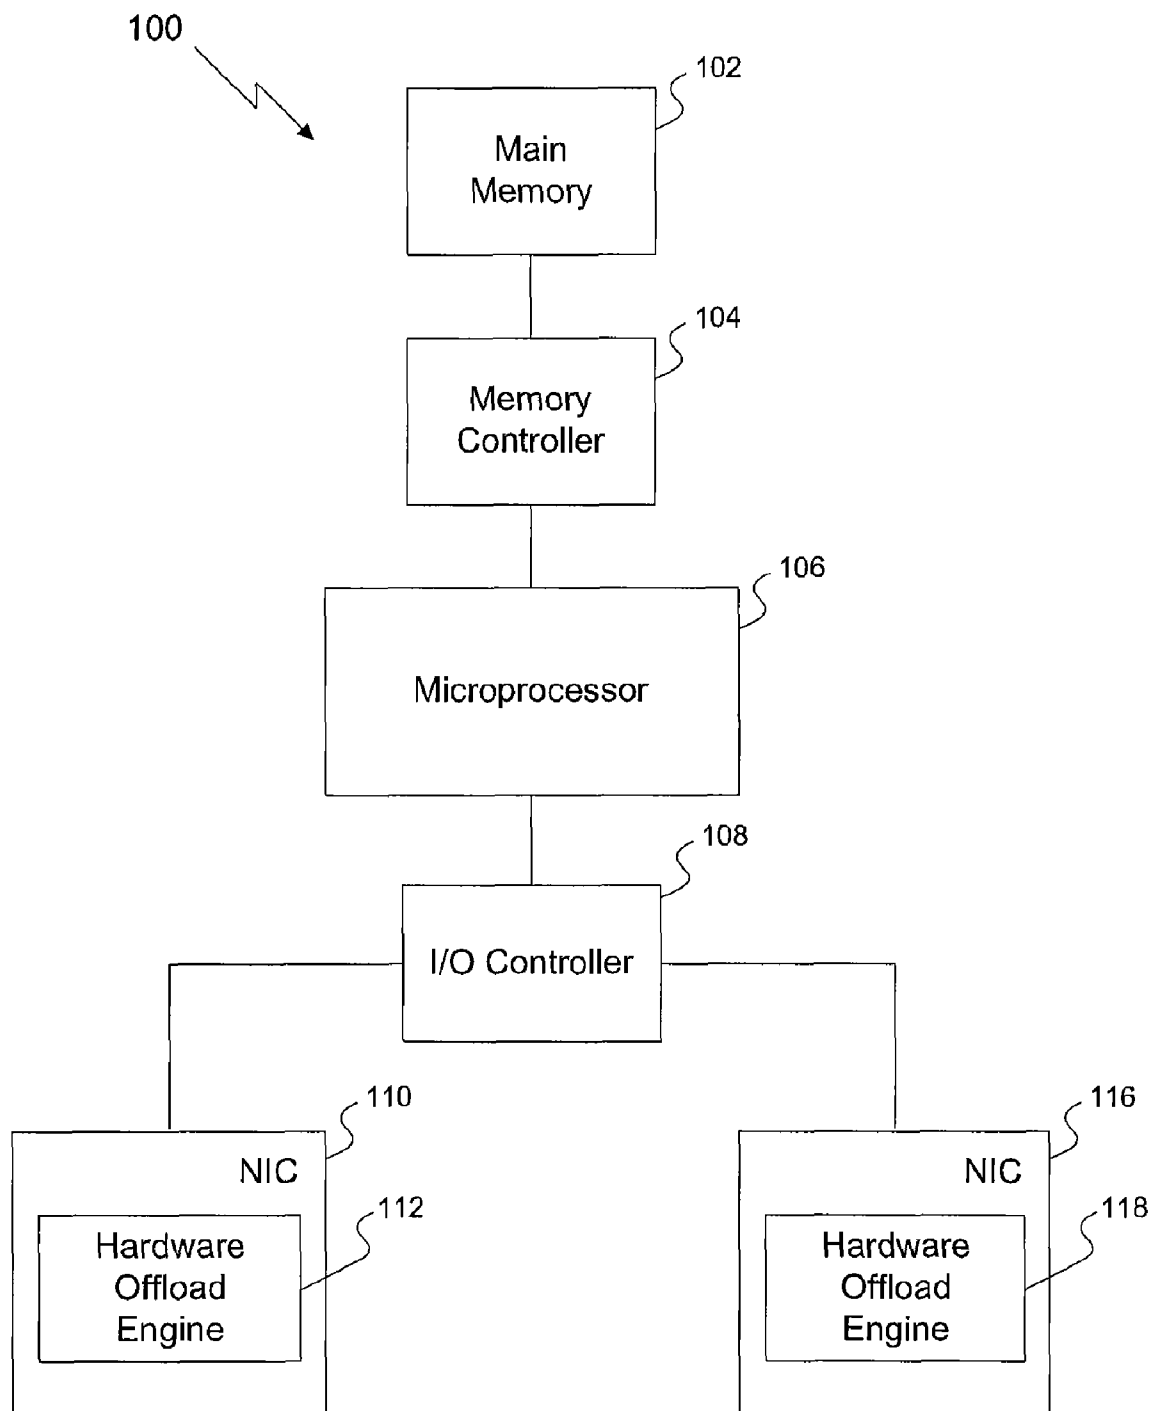 100
102
Main
Memory
104
Memory
Controller
106
Microprocessor
108
I/O Controller
110
NIC
112
Hardware
Offload
Engine
116
NIC
118
Hardware
Offload
Engine